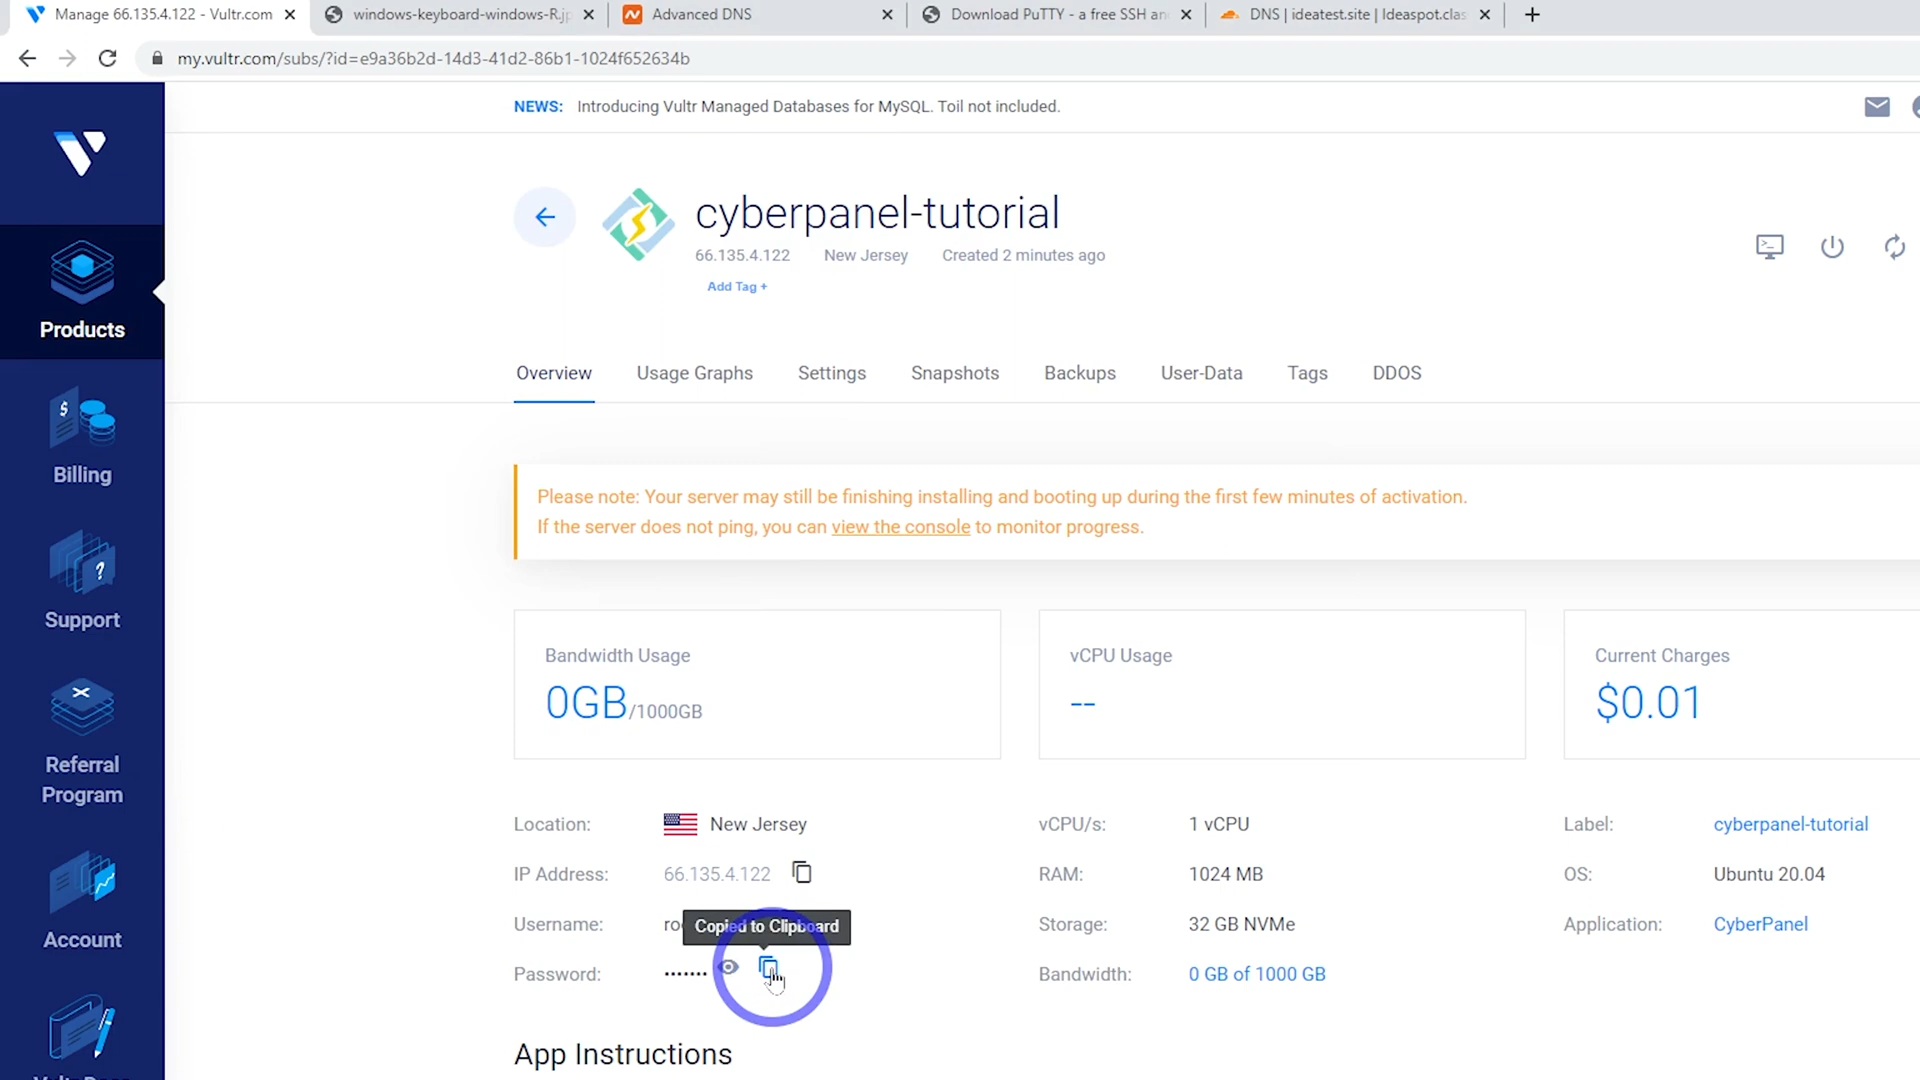 Manage 66.135.4.122 - Vultr.com
windows-keyboard-windows-R.jp
Advanced DNS
Download PuTTY - a free SSH an
DNS | ideatest.site | Ideaspot.clas
my.vultr.com/subs/?id=e9a36b2d-14d3-41d2-86b1-1024f652634b
NEWS: Introducing Vultr Managed Databases for MySQL. Toil not included.
cyberpanel-tutorial
66.135.4.122 New Jersey Created 2 minutes ago
Add Tag +
Products
Billing
Support
Referral
Program
Account
Overview Usage Graphs Settings Snapshots Backups User-Data Tags DDOS
Please note: Your server may still be finishing installing and booting up during the first few minutes of activation.
If the server does not ping, you can view the console to monitor progress.
Bandwidth Usage
0GB/1000GB
vCPU Usage
--
Current Charges
$0.01
Location: New Jersey
IP Address: 66.135.4.122
Username: ro
Copied to Clipboard
Password: •••••••
vCPU/s: 1 vCPU
RAM: 1024 MB
Storage: 32 GB NVMe
Bandwidth: 0 GB of 1000 GB
Label: cyberpanel-tutorial
OS: Ubuntu 20.04
Application: CyberPanel
App Instructions